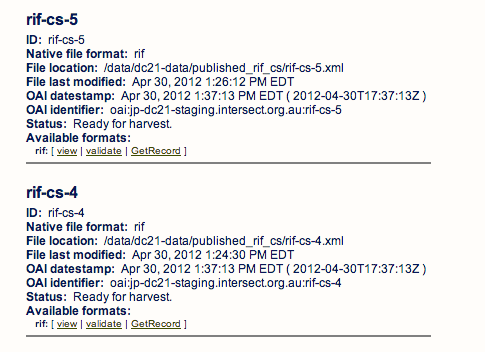 rif-cs-5
ID: rif-cs-5
Native file format: rif
File location: /data/dc21-data/published_rif_cs/rif-cs-5.xml
File last modified: Apr 30, 2012 1:26:12 PM EDT
OAI datestamp: Apr 30, 2012 1:37:13 PM EDT ( 2012-04-30T17:37:13Z )
OAI identifier: oai:jp-dc21-staging.intersect.org.au:rif-cs-5
Status: Ready for harvest.
Available formats:
rif: [ view | validate | GetRecord ]
rif-cs-4
ID: rif-cs-4
Native file format: rif
File location: /data/dc21-data/published_rif_cs/rif-cs-4.xml
File last modified: Apr 30, 2012 1:24:30 PM EDT
OAI datestamp: Apr 30, 2012 1:37:13 PM EDT ( 2012-04-30T17:37:13Z )
OAI identifier: oai:jp-dc21-staging.intersect.org.au:rif-cs-4
Status: Ready for harvest.
Available formats:
rif: [ view | validate | GetRecord ]